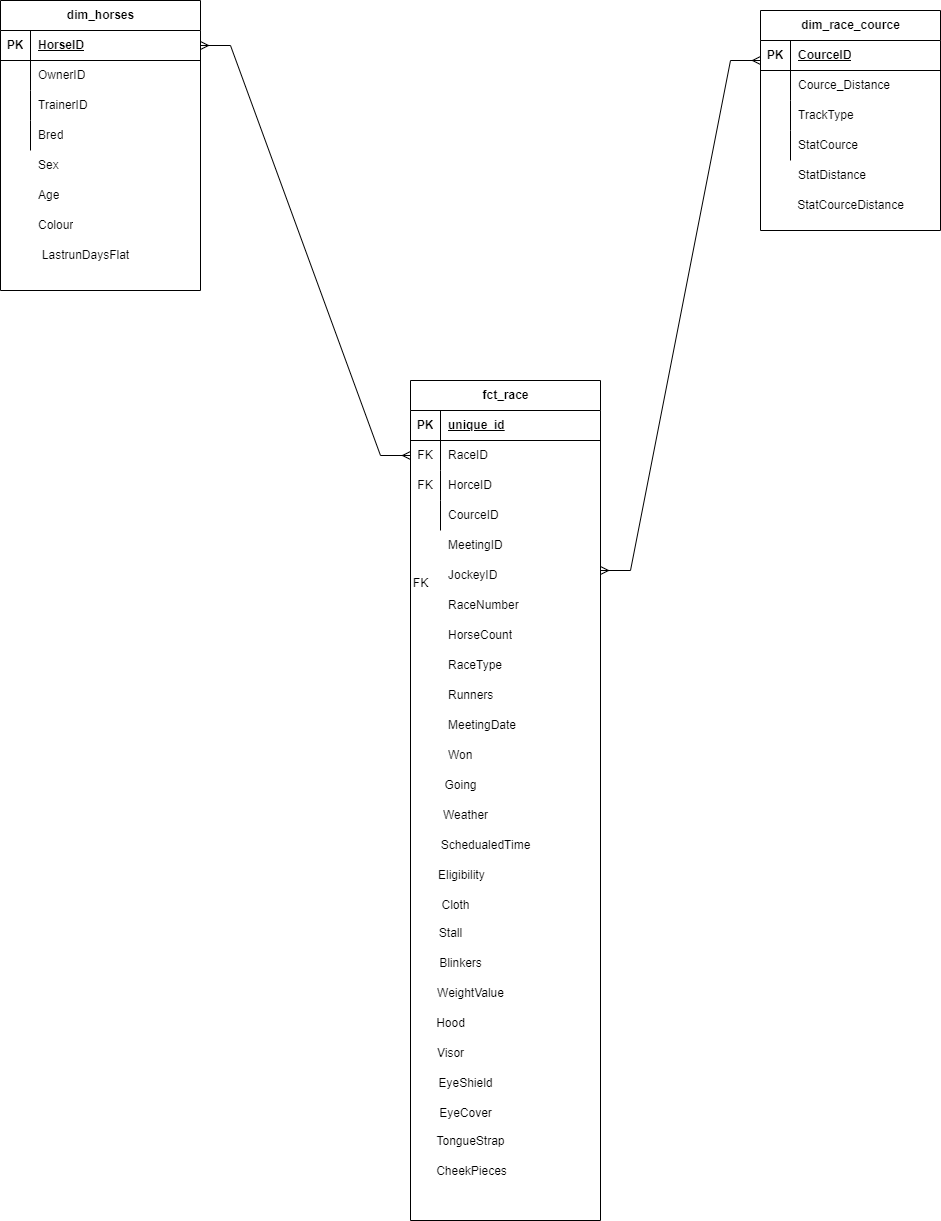 dim_horses
PK HorseID
OwnerID
TrainerID
Bred
Sex
Age
Colour
LastrunDaysFlat
dim_race_cource
PK CourceID
Cource_Distance
TrackType
StatCource
StatDistance
StatCourceDistance
fct_race
PK unique_id
FK RaceID
FK HorceID
CourceID
MeetingID
FK JockeyID
RaceNumber
HorseCount
RaceType
Runners
MeetingDate
Won
Going
Weather
SchedualedTime
Eligibility
Cloth
Stall
Blinkers
WeightValue
Hood
Visor
EyeShield
EyeCover
TongueStrap
CheekPieces